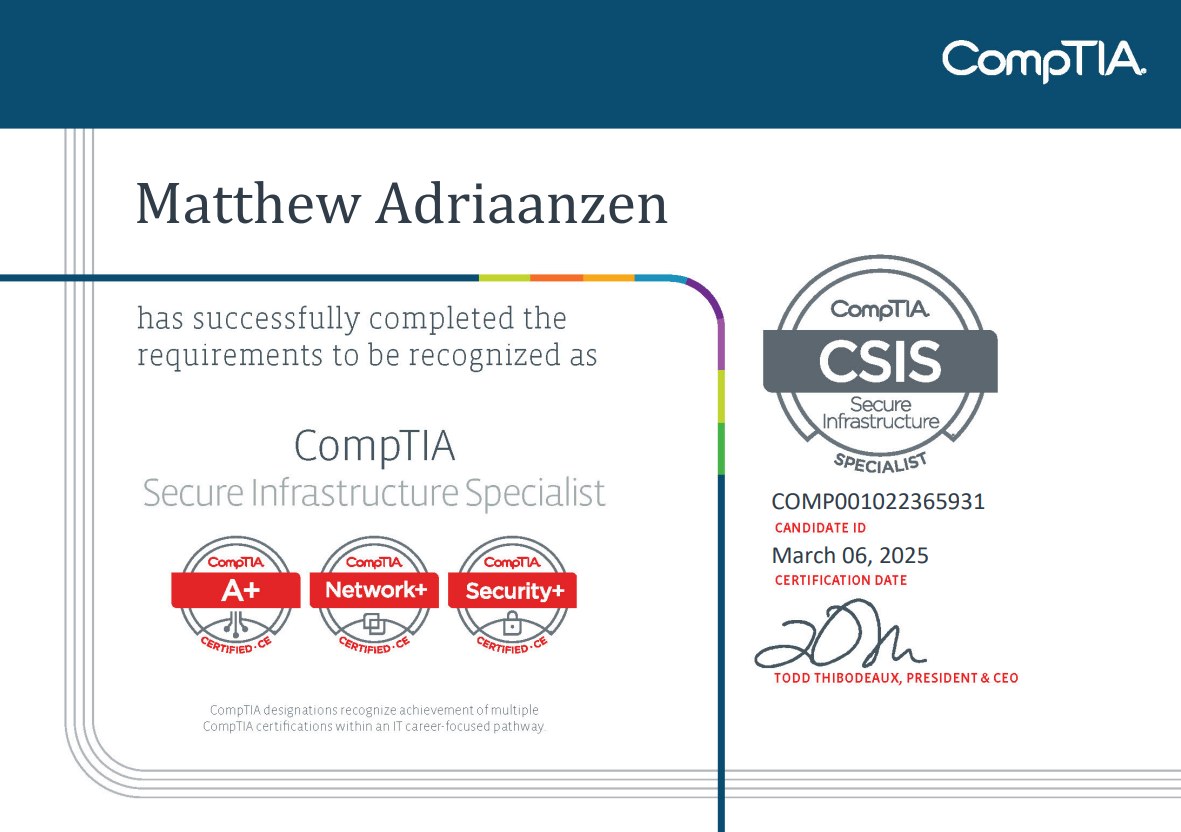 CompTIA.
Matthew Adriaanzen
has successfully completed the
requirements to be recognized as
CompTIA
Secure Infrastructure Specialist
CompTIA.
A+
CERTIFIED·CE
CompTIA.
Network+
CERTIFIED·CE
CompTIA.
Security+
CERTIFIED·CE
CompTIA designations recognize achievement of multiple
CompTIA certifications within an IT career-focused pathway.
CompTIA.
CSIS
Secure
Infrastructure
SPECIALIST
COMP001022365931
CANDIDATE ID
March 06, 2025
CERTIFICATION DATE
TODD THIBODEAUX, PRESIDENT & CEO